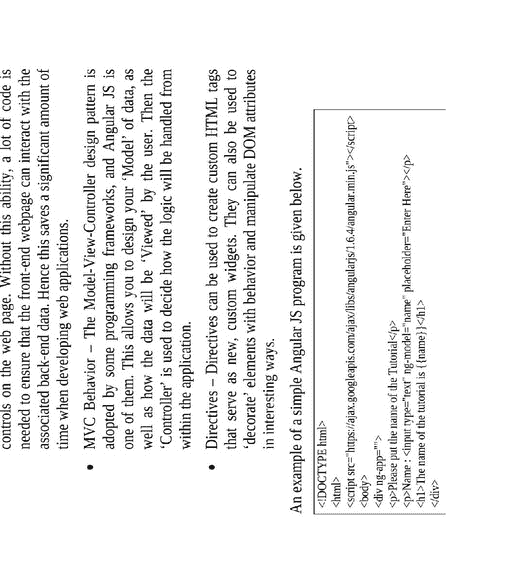 controls on the web page. Without this ability, a lot of code is
needed to ensure that the front-end webpage can interact with the
associated back-end data. Hence this saves a significant amount of
time when developing web applications.
• MVC Behavior – The Model-View-Controller design pattern is
adopted by some programming frameworks, and Angular JS is
one of them. This allows you to design your 'Model' of data, as
well as how the data will be 'Viewed' by the user. Then the
'Controller' is used to decide how the logic will be handled from
within the application.
• Directives – Directives can be used to create custom HTML tags
that serve as new, custom widgets. They can also be used to
'decorate' elements with behavior and manipulate DOM attributes
in interesting ways.
An example of a simple Angular JS program is given below.
<!DOCTYPE html>
<html>
<script src="https://ajax.googleapis.com/ajax/libs/angularjs/1.6.4/angular.min.js"></script>
<body>
<div ng-app="">
<p>Please put the name of the Tutorial</p>
<p>Name : <input type="text" ng-model="name" placeholder="Enter Here"></p>
<h1>The name of the tutorial is {{name}}</h1>
</div>